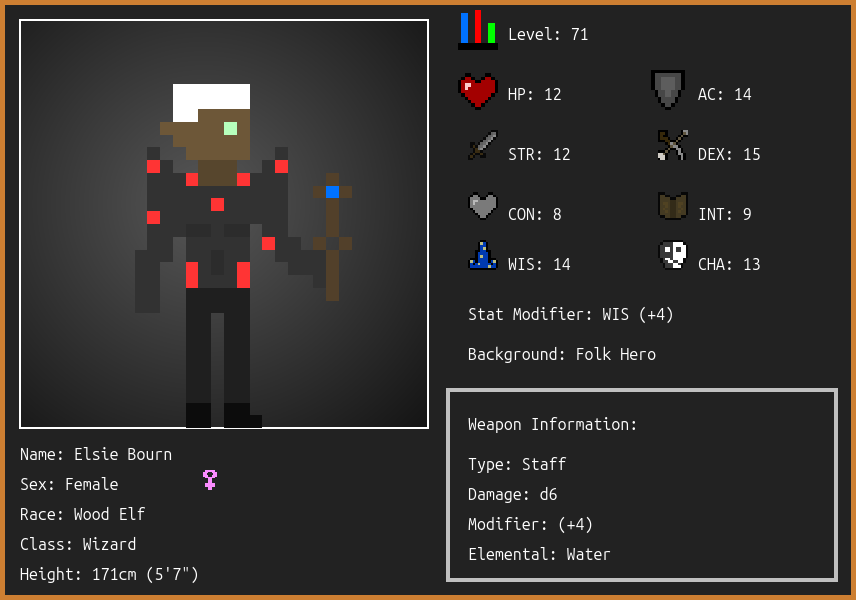 Level: 71
HP: 12
AC: 14
STR: 12
DEX: 15
CON: 8
INT: 9
WIS: 14
CHA: 13
Stat Modifier: WIS (+4)
Background: Folk Hero
Weapon Information:
Type: Staff
Damage: d6
Modifier: (+4)
Elemental: Water
Name: Elsie Bourn
Sex: Female
Race: Wood Elf
Class: Wizard
Height: 171cm (5'7")